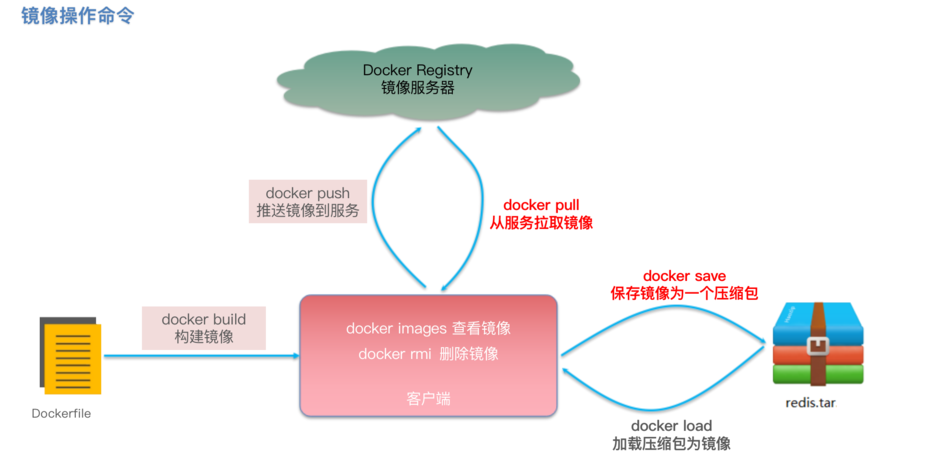 镜像操作命令
Docker Registry
镜像服务器
docker push
推送镜像到服务
docker pull
从服务拉取镜像
docker save
保存镜像为一个压缩包
docker build
构建镜像
docker images 查看镜像
docker rmi 删除镜像
客户端
Dockerfile
redis.tar
docker load
加载压缩包为镜像